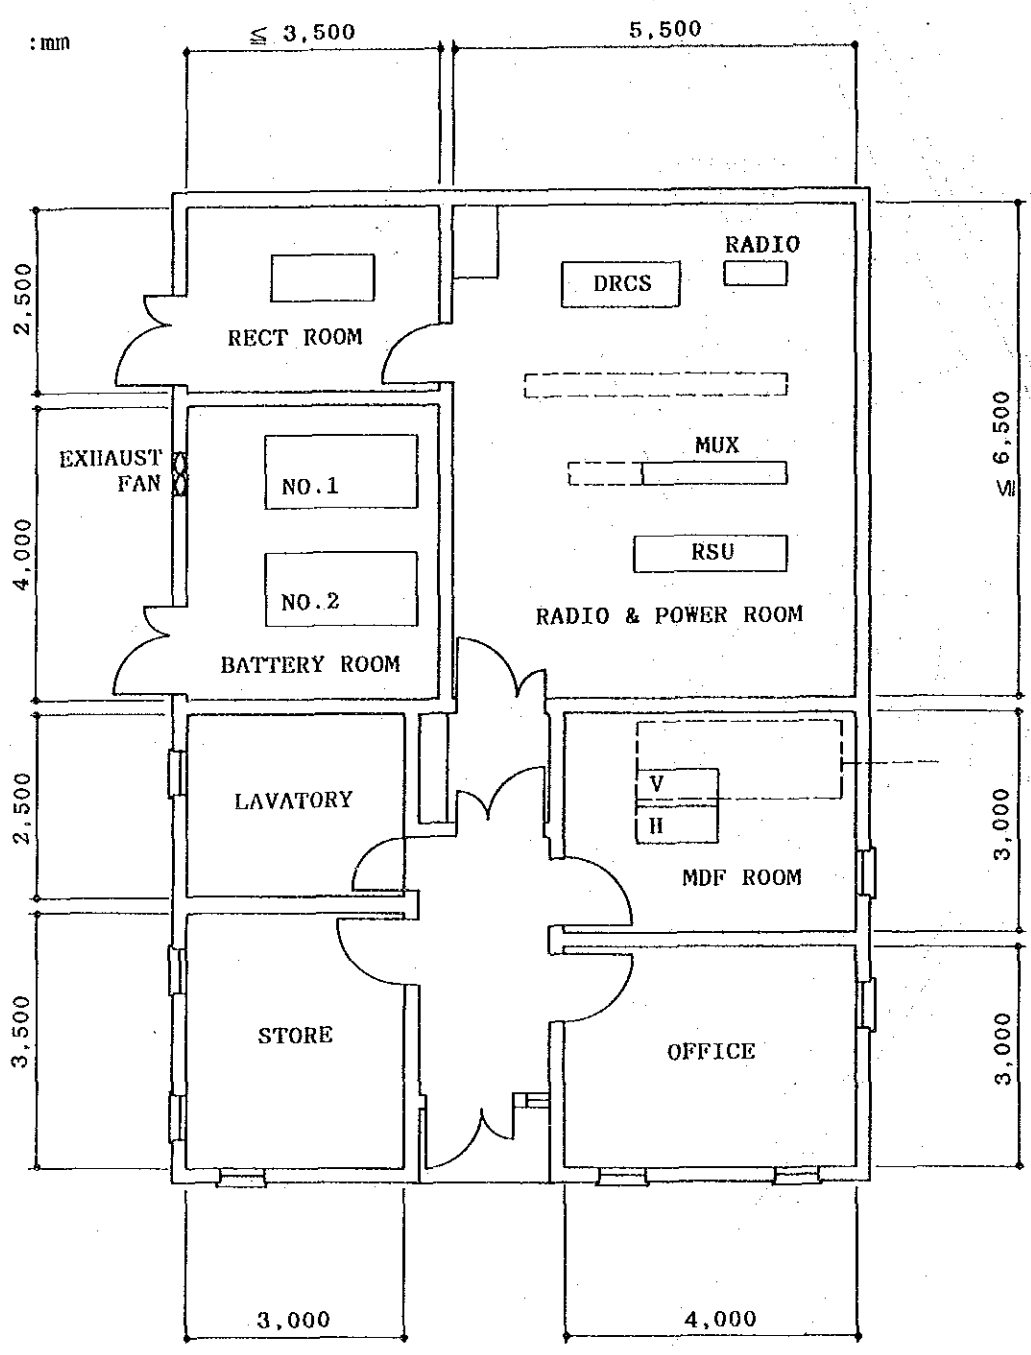 :mm
≦ 3,500
5,500
2,500
RADIO
DRCS
RECT ROOM
≦ 6,500
EXHAUST
FAN
MUX
NO.1
4,000
RSU
NO.2
RADIO & POWER ROOM
BATTERY ROOM
2,500
LAVATORY
V
H
3,000
MDF ROOM
3,500
STORE
OFFICE
3,000
3,000
4,000